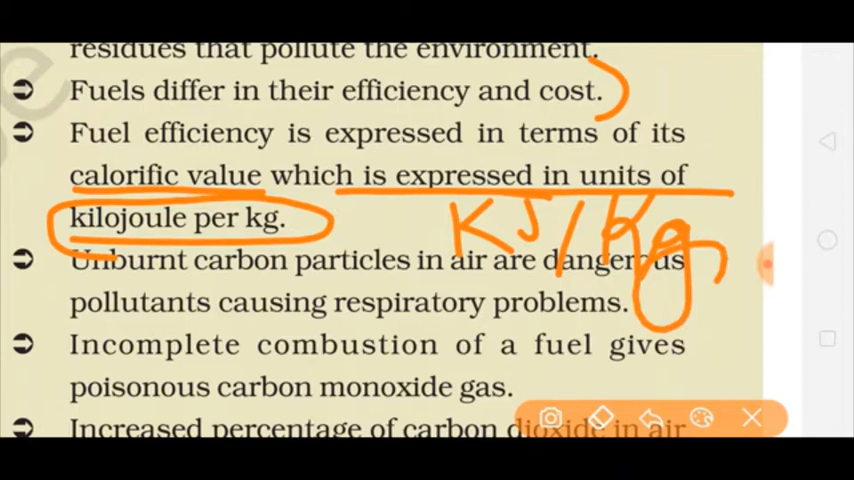 residues that pollute the environment.
➲ Fuels differ in their efficiency and cost.
➲ Fuel efficiency is expressed in terms of its
calorific value which is expressed in units of
kilojoule per kg.
KJ/Kg
➲ Unburnt carbon particles in air are dangerous
pollutants causing respiratory problems.
➲ Incomplete combustion of a fuel gives
poisonous carbon monoxide gas.
➲ Increased percentage of carbon dioxide in air